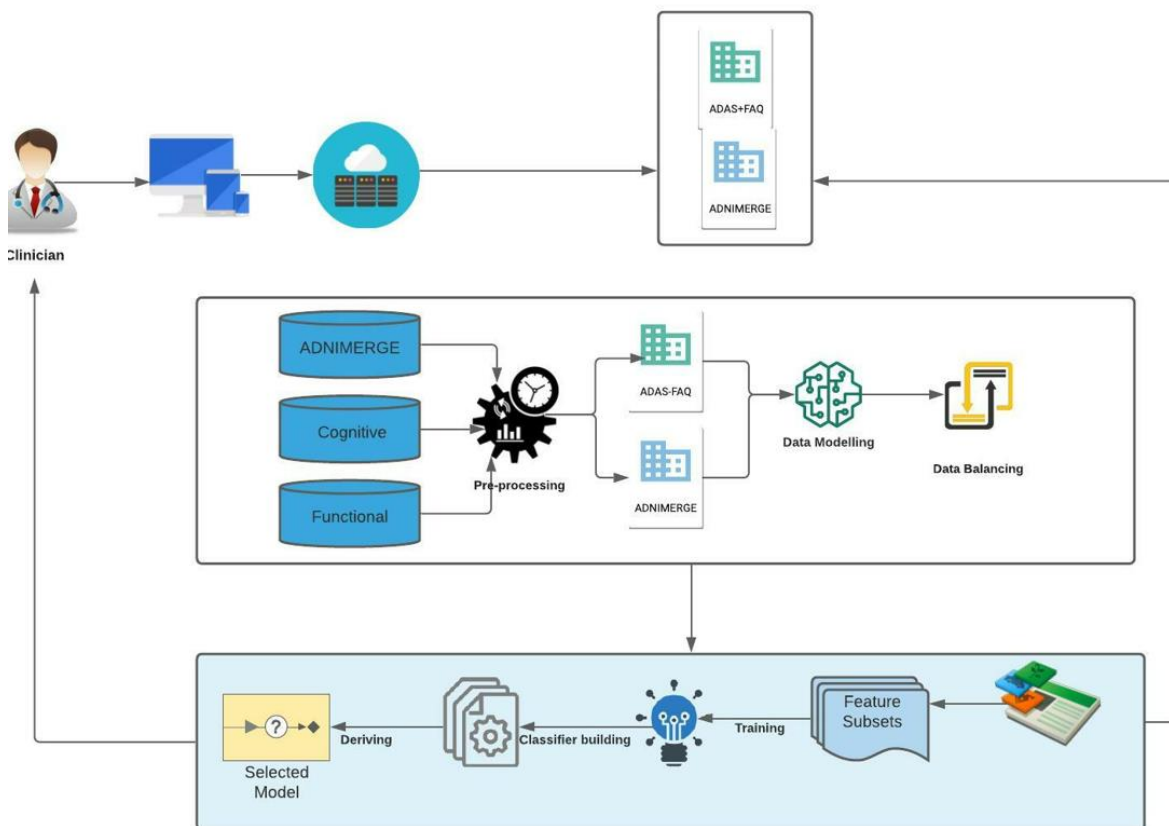 ADAS+FAQ
ADNIMERGE
Clinician
ADNIMERGE
Cognitive
Functional
Pre-processing
ADAS-FAQ
ADNIMERGE
Data Modelling
Data Balancing
Selected
Model
Deriving
Classifier building
Training
Feature
Subsets
?